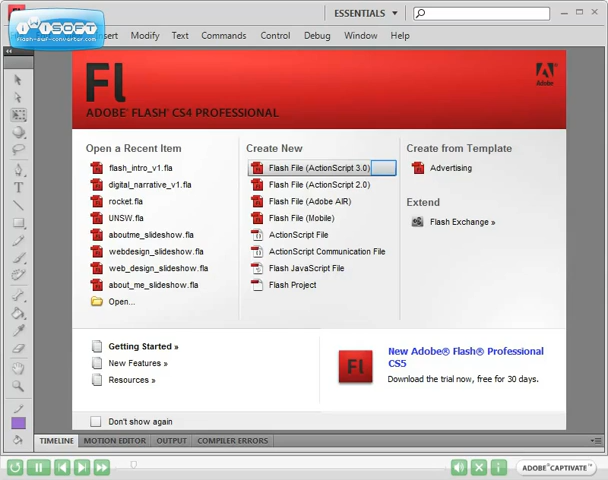 iWiSOFT
flash-swf-converter.com
ESSENTIALS
Modify Text Commands Control Debug Window Help
Fl
Adobe
ADOBE® FLASH® CS4 PROFESSIONAL
Open a Recent Item
flash_intro_v1.fla
digital_narrative_v1.fla
rocket.fla
UNSW.fla
aboutme_slideshow.fla
webdesign_slideshow.fla
web_design_slideshow.fla
about_me_slideshow.fla
Open...
Create New
Flash File (ActionScript 3.0)
Flash File (ActionScript 2.0)
Flash File (Adobe AIR)
Flash File (Mobile)
ActionScript File
ActionScript Communication File
Flash JavaScript File
Flash Project
Create from Template
Advertising
Extend
Flash Exchange »
Getting Started »
New Features »
Resources »
Fl
New Adobe® Flash® Professional
CS5
Download the trial now, free for 30 days.
Don't show again
TIMELINE MOTION EDITOR OUTPUT COMPILER ERRORS
ADOBE® CAPTIVATE™